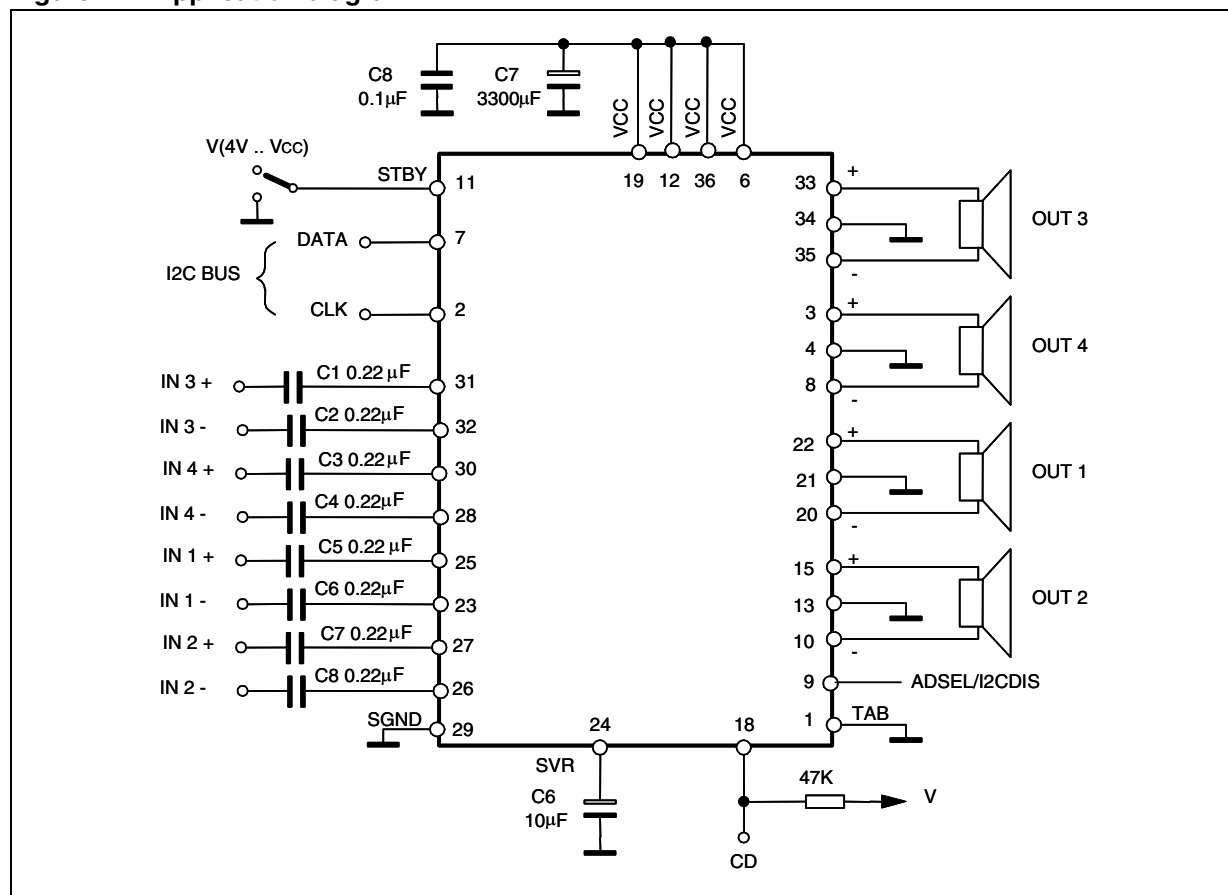 C8
0.1µF
C7
3300µF
VCC
VCC
VCC
VCC
V(4V .. VCC)
STBY
11
19
12
36
6
33
+
34
35
-
OUT 3
DATA
7
I2C BUS
CLK
2
3
+
4
8
-
OUT 4
IN 3 +
C1 0.22 µF
31
IN 3 -
C2 0.22µF
32
IN 4 +
C3 0.22µF
30
IN 4 -
C4 0.22µF
28
IN 1 +
C5 0.22 µF
25
IN 1 -
C6 0.22µF
23
IN 2 +
C7 0.22µF
27
IN 2 -
C8 0.22µF
26
22
+
21
20
-
OUT 1
15
+
13
10
-
OUT 2
9
ADSEL/I2CDIS
SGND
29
24
18
1
TAB
SVR
C6
10µF
47K
V
CD